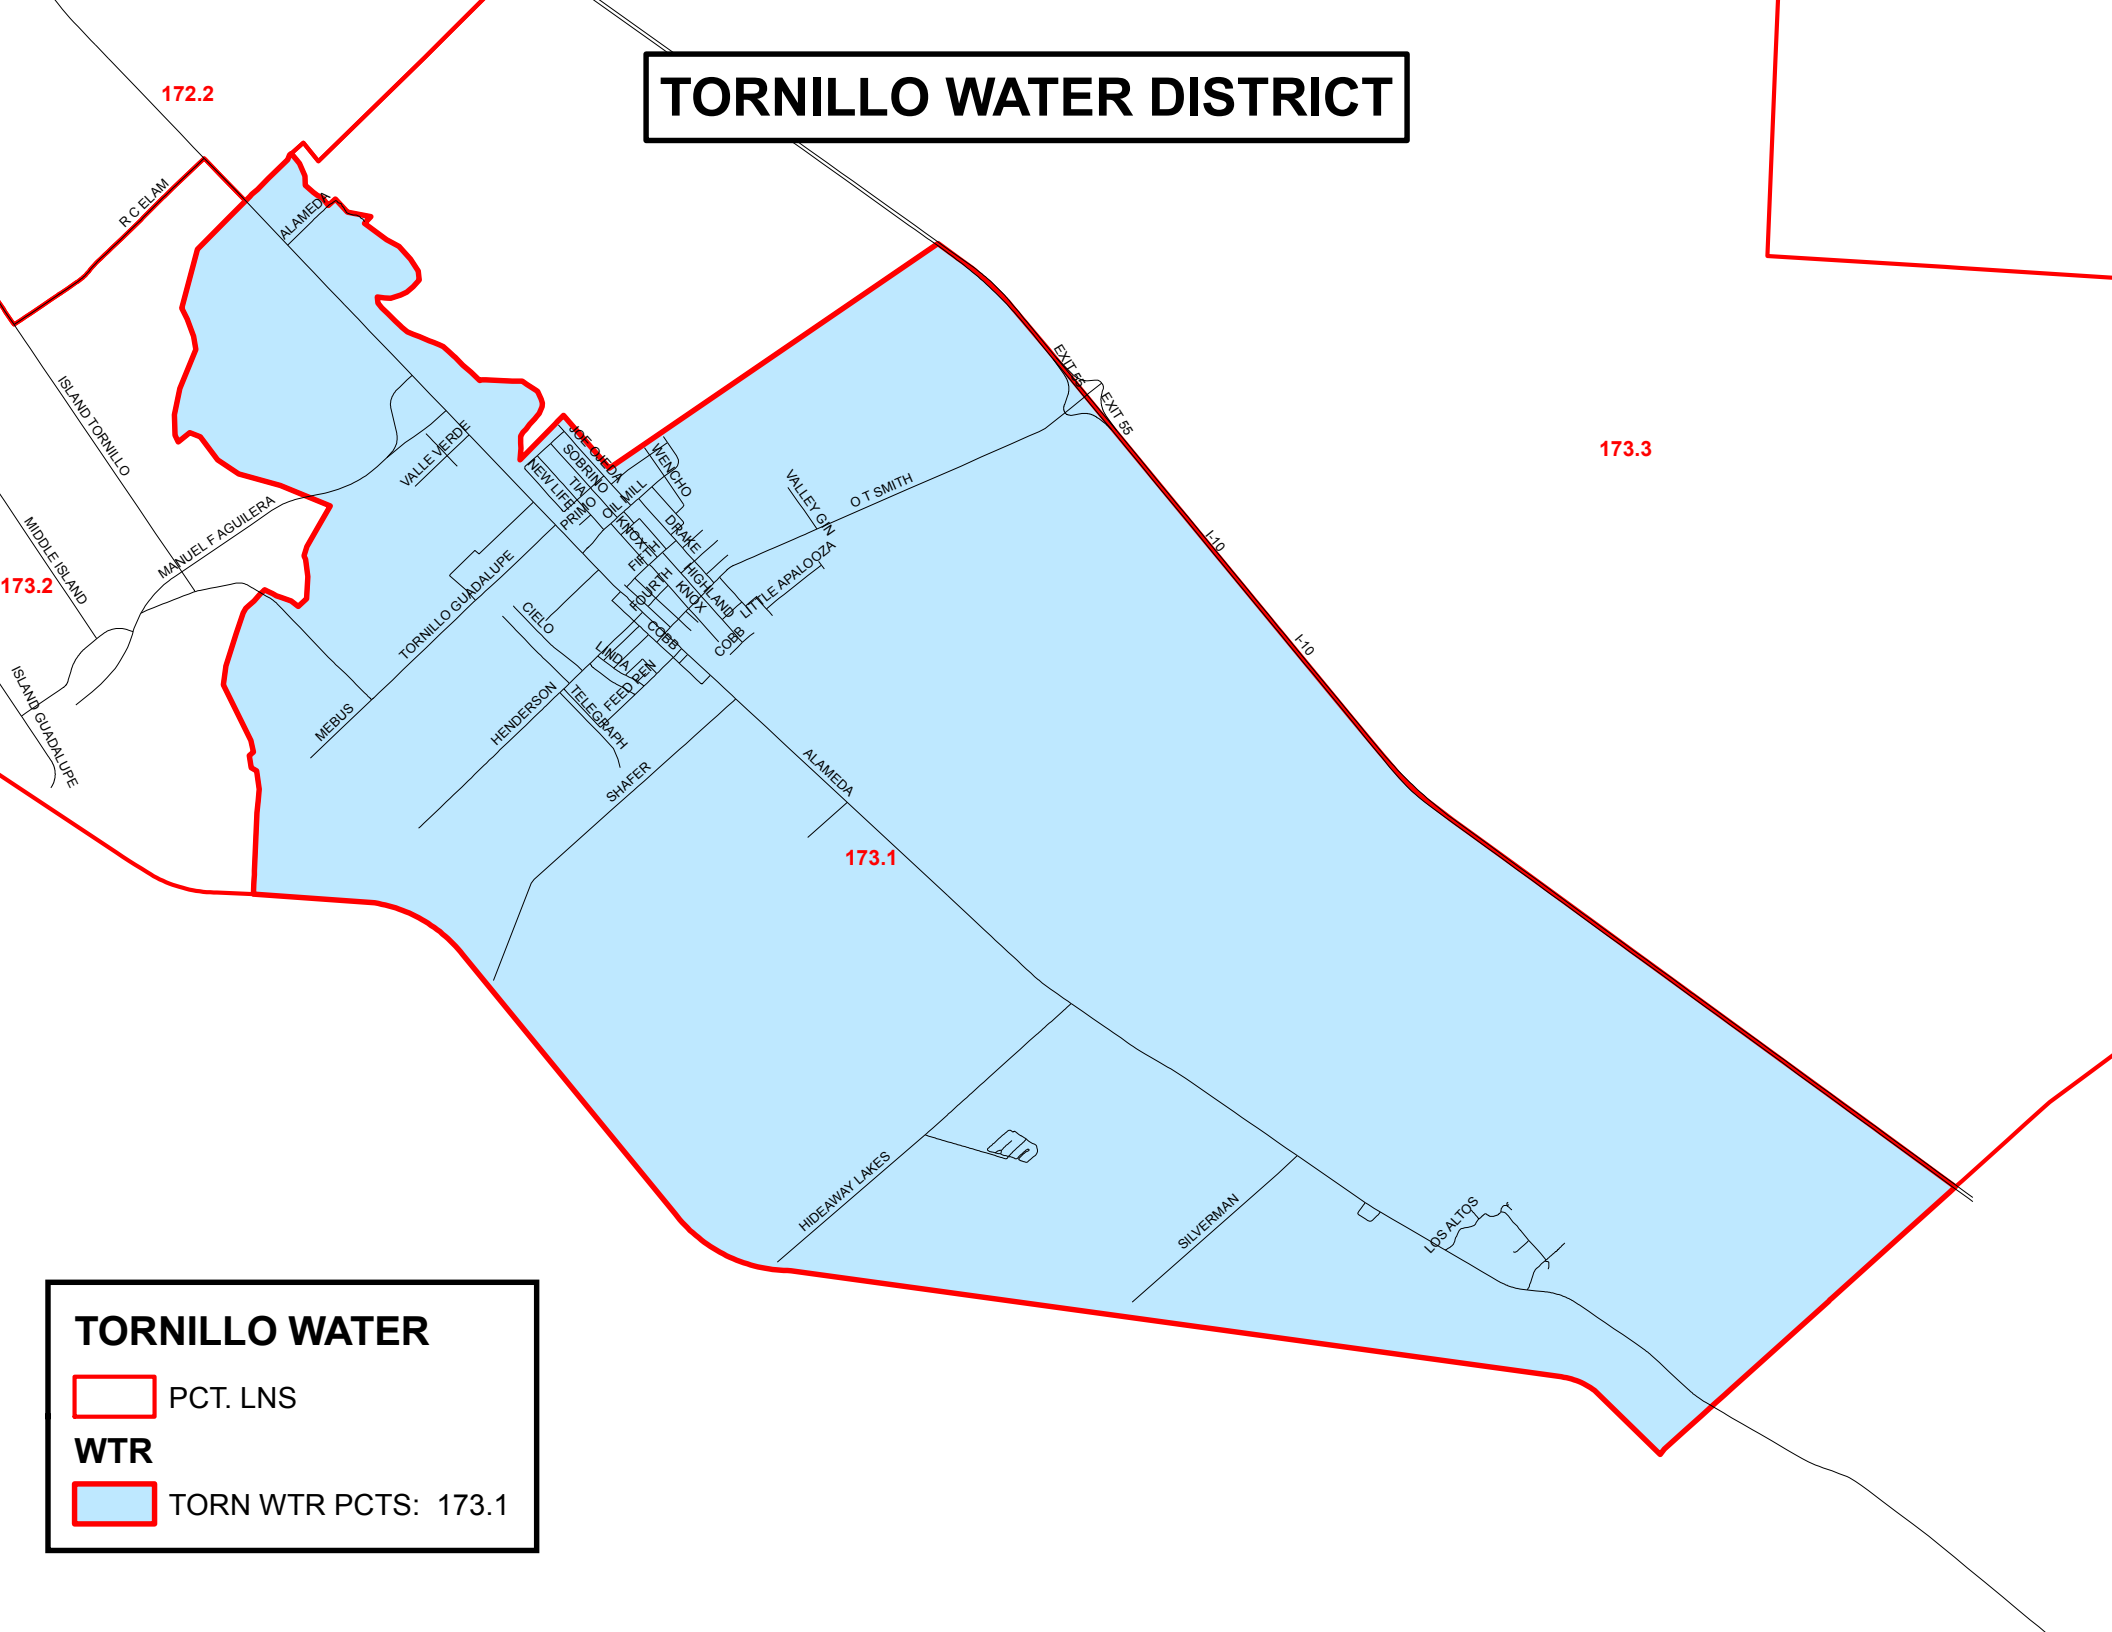 TORNILLO WATER DISTRICT
172.2
R C ELAM
ALAMEDA
ISLAND TORNILLO
EXIT 55
EXIT 55
173.3
VALLE VERDE
JOE OJEDA
SOBRINO
TIA
NEW LIFE
PRIMO
OIL MILL
WENCHO
VALLEY GIN
O T SMITH
MANUEL F AGUILERA
MIDDLE ISLAND
173.2
KNOX
DRAKE
FIFTH
FOURTH
HIGHLAND
KNOX
LITTLE APALOOZA
I-10
I-10
TORNILLO GUADALUPE
CIELO
COBB
COBB
LINDA
FEED PEN
TELEGRAPH
HENDERSON
MEBUS
ISLAND GUADALUPE
SHAFER
ALAMEDA
173.1
HIDEAWAY LAKES
SILVERMAN
LOS ALTOS
TORNILLO WATER
PCT. LNS
WTR
TORN WTR PCTS: 173.1